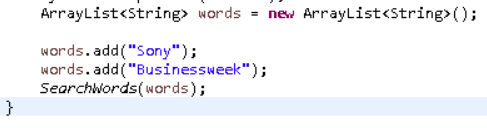 ArrayList<String> words = new ArrayList<String>();
words.add("Sony");
words.add("Businessweek");
SearchWords(words);
}